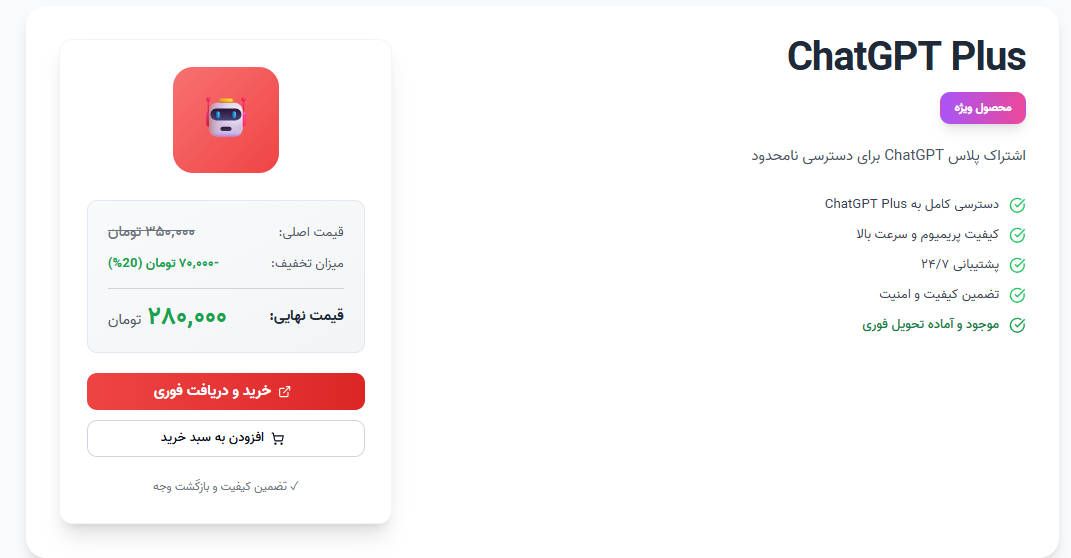 ChatGPT Plus
محصول ویژه
اشتراک پلاس ChatGPT برای دسترسی نامحدود
دسترسی کامل به ChatGPT Plus
کیفیت پریمیوم و سرعت بالا
پشتیبانی ۲۴/۷
تضمین کیفیت و امنیت
موجود و آماده تحویل فوری
قیمت اصلی: ۳۵۰,۰۰۰ تومان
میزان تخفیف: -۷۰,۰۰۰ تومان (20%)
قیمت نهایی: ۲۸۰,۰۰۰ تومان
خرید و دریافت فوری
افزودن به سبد خرید
✓ تضمین کیفیت و بازگشت وجه